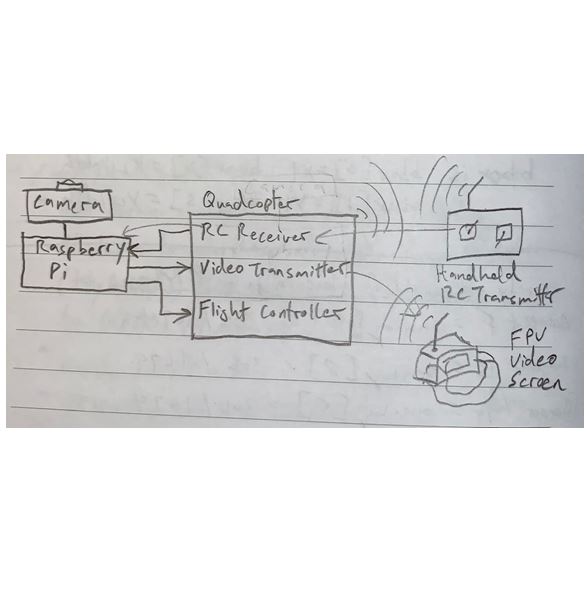 Camera
Raspberry
Pi
Quadcopter
RC Receiver
Video Transmitter
Flight Controller
Handheld
RC Transmitter
FPV
Video
Screen